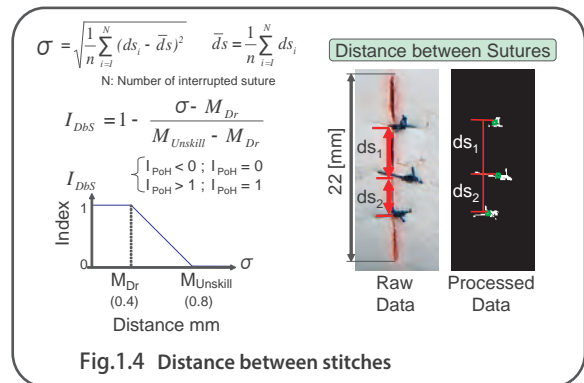 σ = √(1/n Σ_{i=1}^{N} (ds_i - d̄s)²)    d̄s = 1/n Σ_{i=1}^{N} ds_i
N: Number of interrupted suture
I_DbS = 1 - (σ - M_Dr) / (M_Unskill - M_Dr)
I_DbS { I_PoH < 0 ; I_PoH = 0
I_PoH > 1 ; I_PoH = 1
Index
1
0
σ
M_Dr
(0.4)
M_Unskill
(0.8)
Distance mm
Distance between Sutures
22 [mm]
ds₁
ds₂
ds₁
ds₂
Raw
Data
Processed
Data
Fig.1.4 Distance between stitches